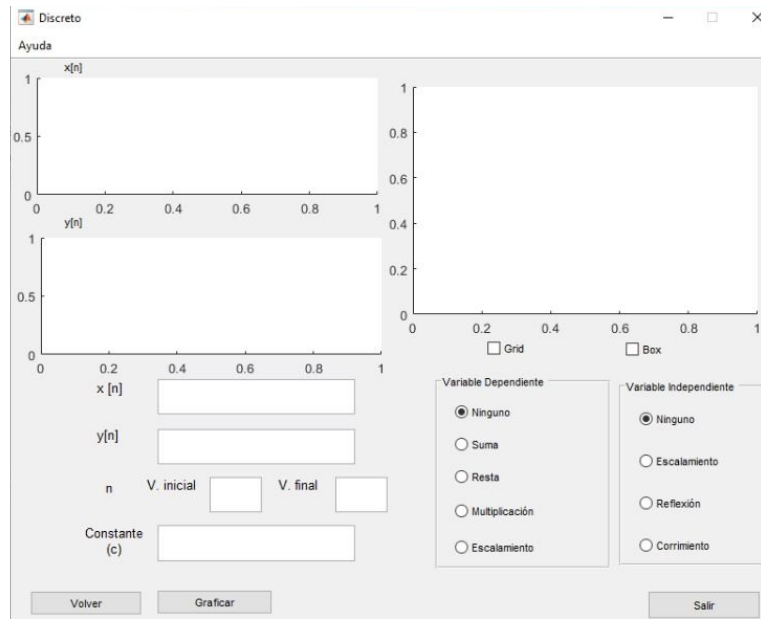 Discreto
Ayuda
x[n]
1
0.5
0
0 0.2 0.4 0.6 0.8 1
y[n]
1
0.5
0
0 0.2 0.4 0.6 0.8 1
1
0.8
0.6
0.4
0.2
0
0 0.2 0.4 0.6 0.8 1
Grid Box
x [n]
y[n]
n V. inicial V. final
Constante
(c)
Variable Dependiente
Ninguno
Suma
Resta
Multiplicación
Escalamiento
Variable Independiente
Ninguno
Escalamiento
Reflexión
Corrimiento
Volver Graficar Salir